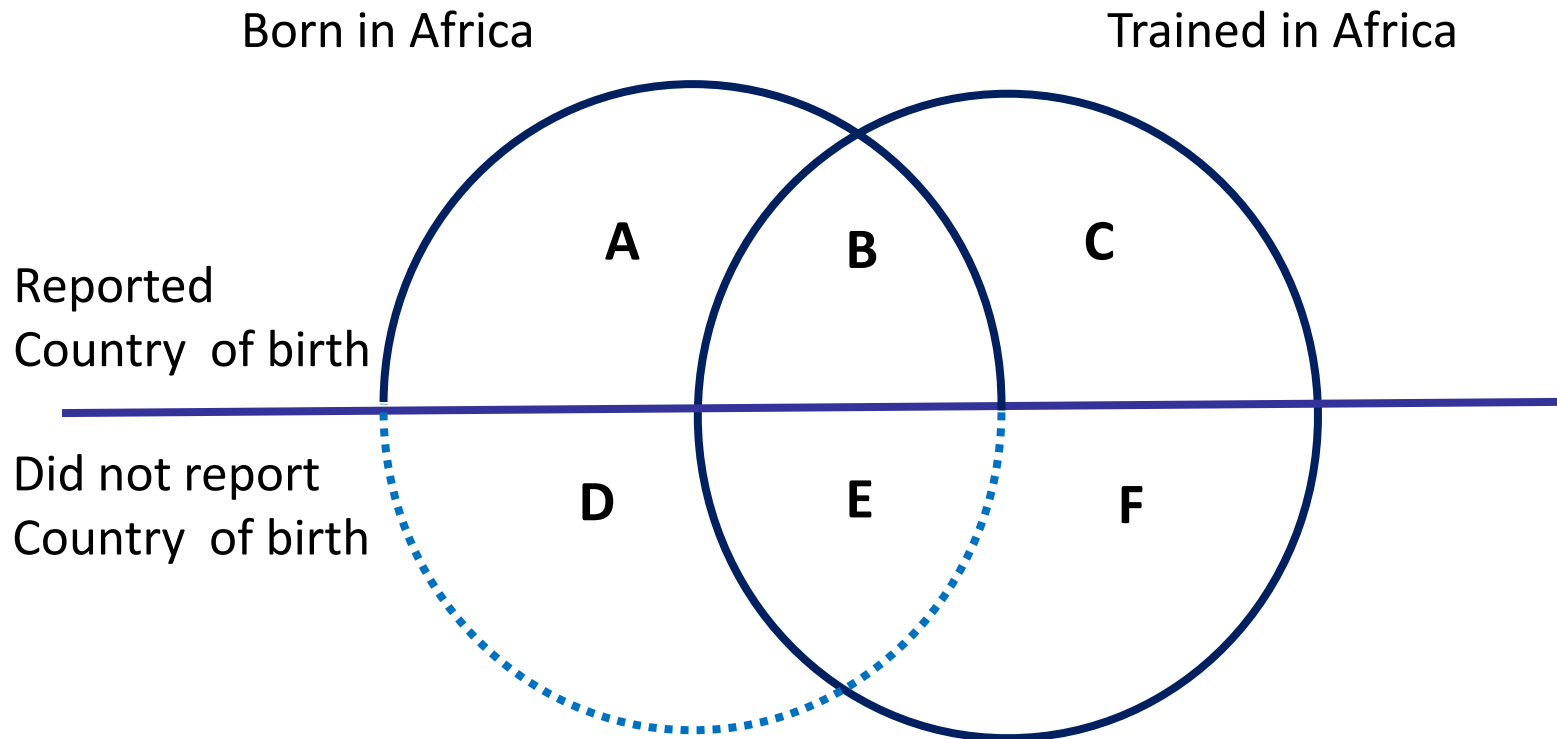 Born in Africa
Trained in Africa
A
B
C
Reported
Country of birth
Did not report
Country of birth
D
E
F